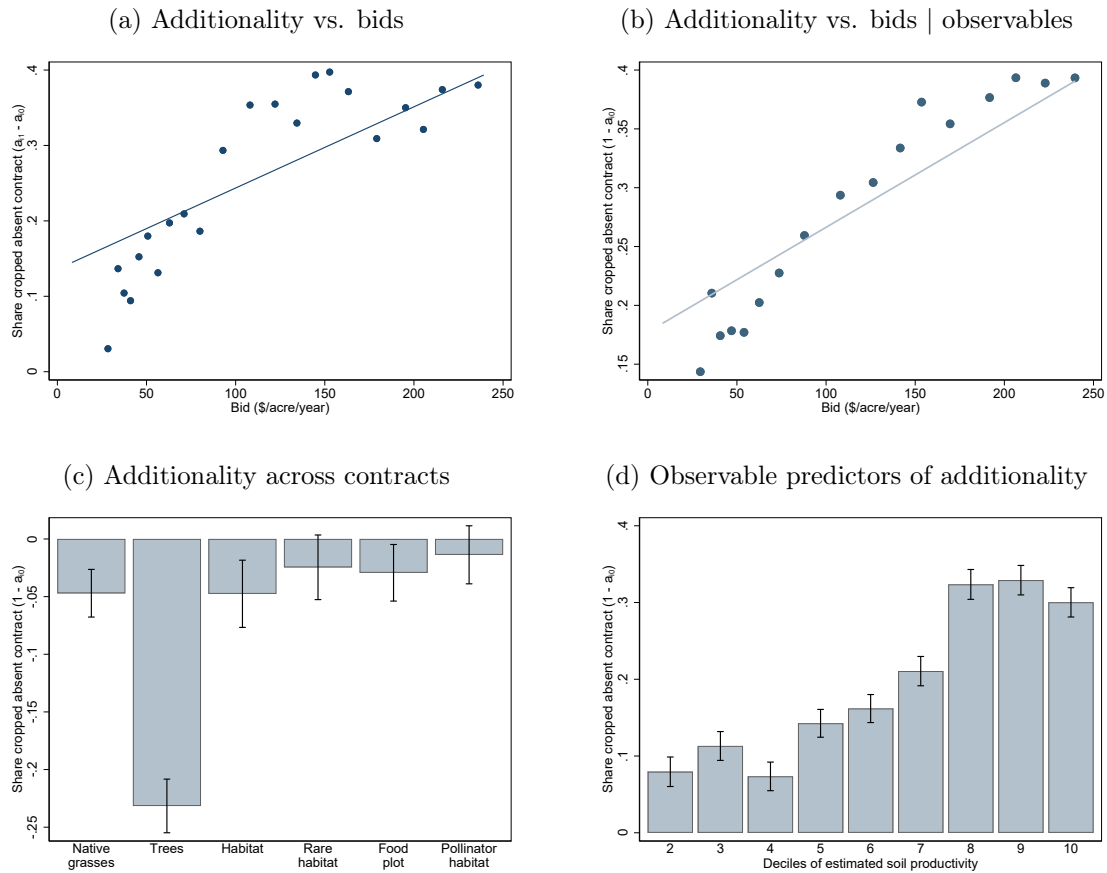 (a) Additionality vs. bids
Share cropped absent contract (aᵢ₁ - aᵢ₀)
.4
.3
.2
.1
0
0 50 100 150 200 250
Bid ($/acre/year)
(b) Additionality vs. bids | observables
Share cropped absent contract (1 - aᵢ₀)
.4
.35
.3
.25
.2
.15
0 50 100 150 200 250
Bid ($/acre/year)
(c) Additionality across contracts
Share cropped absent contract (1 - aᵢ₀)
0
-.05
-.1
-.15
-.2
-.25
Native Trees Habitat Rare Food Pollinator
grasses habitat plot habitat
(d) Observable predictors of additionality
Share cropped absent contract (1 - aᵢ₀)
.4
.3
.2
.1
0
2 3 4 5 6 7 8 9 10
Deciles of estimated soil productivity